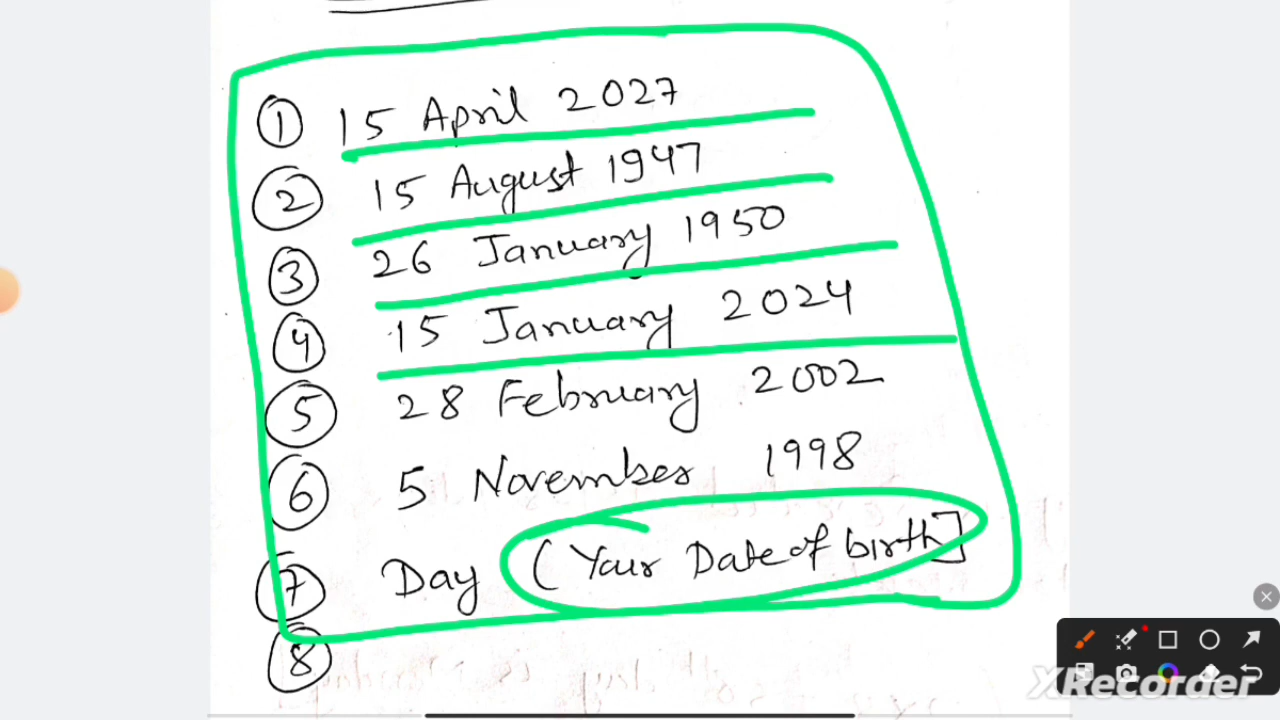 ① 15 April 2027
② 15 August 1947
③ 26 January 1950
④ 15 January 2024
⑤ 28 February 2002
⑥ 5 November 1998
⑦ Day (Your Date of birth]
⑧
XRecorder